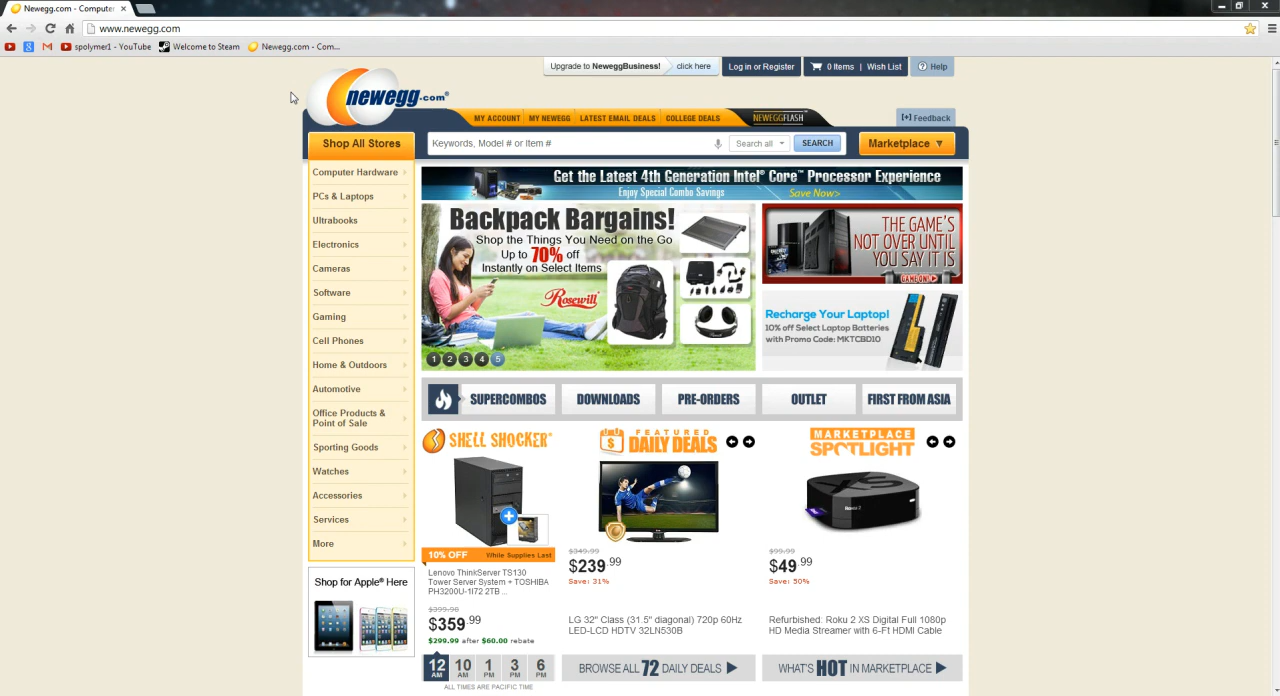 Newegg.com - Computer
www.newegg.com
spolymer1 - YouTube
Welcome to Steam
Newegg.com - Com...
Upgrade to NeweggBusiness! click here
Log in or Register
0 Items | Wish List
Help
newegg.com®
MY ACCOUNT
MY NEWEGG
LATEST EMAIL DEALS
COLLEGE DEALS
NEWEGGFLASH
[+] Feedback
Shop All Stores
Keywords, Model # or Item #
Search all
SEARCH
Marketplace ▼
Computer Hardware
PCs & Laptops
Ultrabooks
Electronics
Cameras
Software
Gaming
Cell Phones
Home & Outdoors
Automotive
Office Products &
Point of Sale
Sporting Goods
Watches
Accessories
Services
More
Shop for Apple® Here
Get the Latest 4th Generation Intel® Core™ Processor Experience
Enjoy Special Combo Savings
Save Now>
Backpack Bargains!
Shop the Things You Need on the Go
Up to 70% off
Instantly on Select Items
Rosewill
1 2 3 4 5
THE GAME'S
NOT OVER UNTIL
YOU SAY IT IS
GAME ON!
Recharge Your Laptop!
10% off Select Laptop Batteries
with Promo Code: MKTCBD10
SUPERCOMBOS
DOWNLOADS
PRE-ORDERS
OUTLET
FIRST FROM ASIA
SHELL SHOCKER®
10% OFF While Supplies Last
Lenovo ThinkServer TS130
Tower Server System + TOSHIBA
PH3200U-1I72 2TB ...
$399.98
$359.99
$299.99 after $60.00 rebate
12 AM
10 AM
1 PM
3 PM
6 PM
ALL TIMES ARE PACIFIC TIME
FEATURED
DAILY DEALS
$349.99
$239.99
Save: 31%
LG 32" Class (31.5" diagonal) 720p 60Hz
LED-LCD HDTV 32LN530B
BROWSE ALL 72 DAILY DEALS
MARKETPLACE
SPOTLIGHT
XS
$99.99
$49.99
Save: 50%
Refurbished: Roku 2 XS Digital Full 1080p
HD Media Streamer with 6-Ft HDMI Cable
WHAT'S HOT IN MARKETPLACE